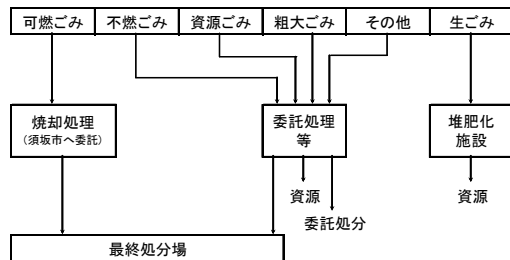 可燃ごみ 不燃ごみ 資源ごみ 粗大ごみ その他 生ごみ
焼却処理
(須坂市へ委託)
委託処理
等
堆肥化
施設
資源
委託処分
資源
最終処分場